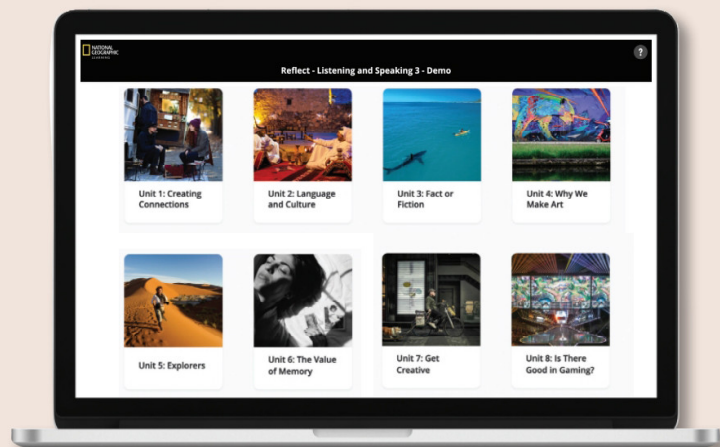 NATIONAL
GEOGRAPHIC
LEARNING
?
Reflect - Listening and Speaking 3 - Demo
Unit 1: Creating
Connections
Unit 2: Language
and Culture
Unit 3: Fact or
Fiction
Unit 4: Why We
Make Art
Unit 5: Explorers
Unit 6: The Value
of Memory
Unit 7: Get
Creative
Unit 8: Is There
Good in Gaming?